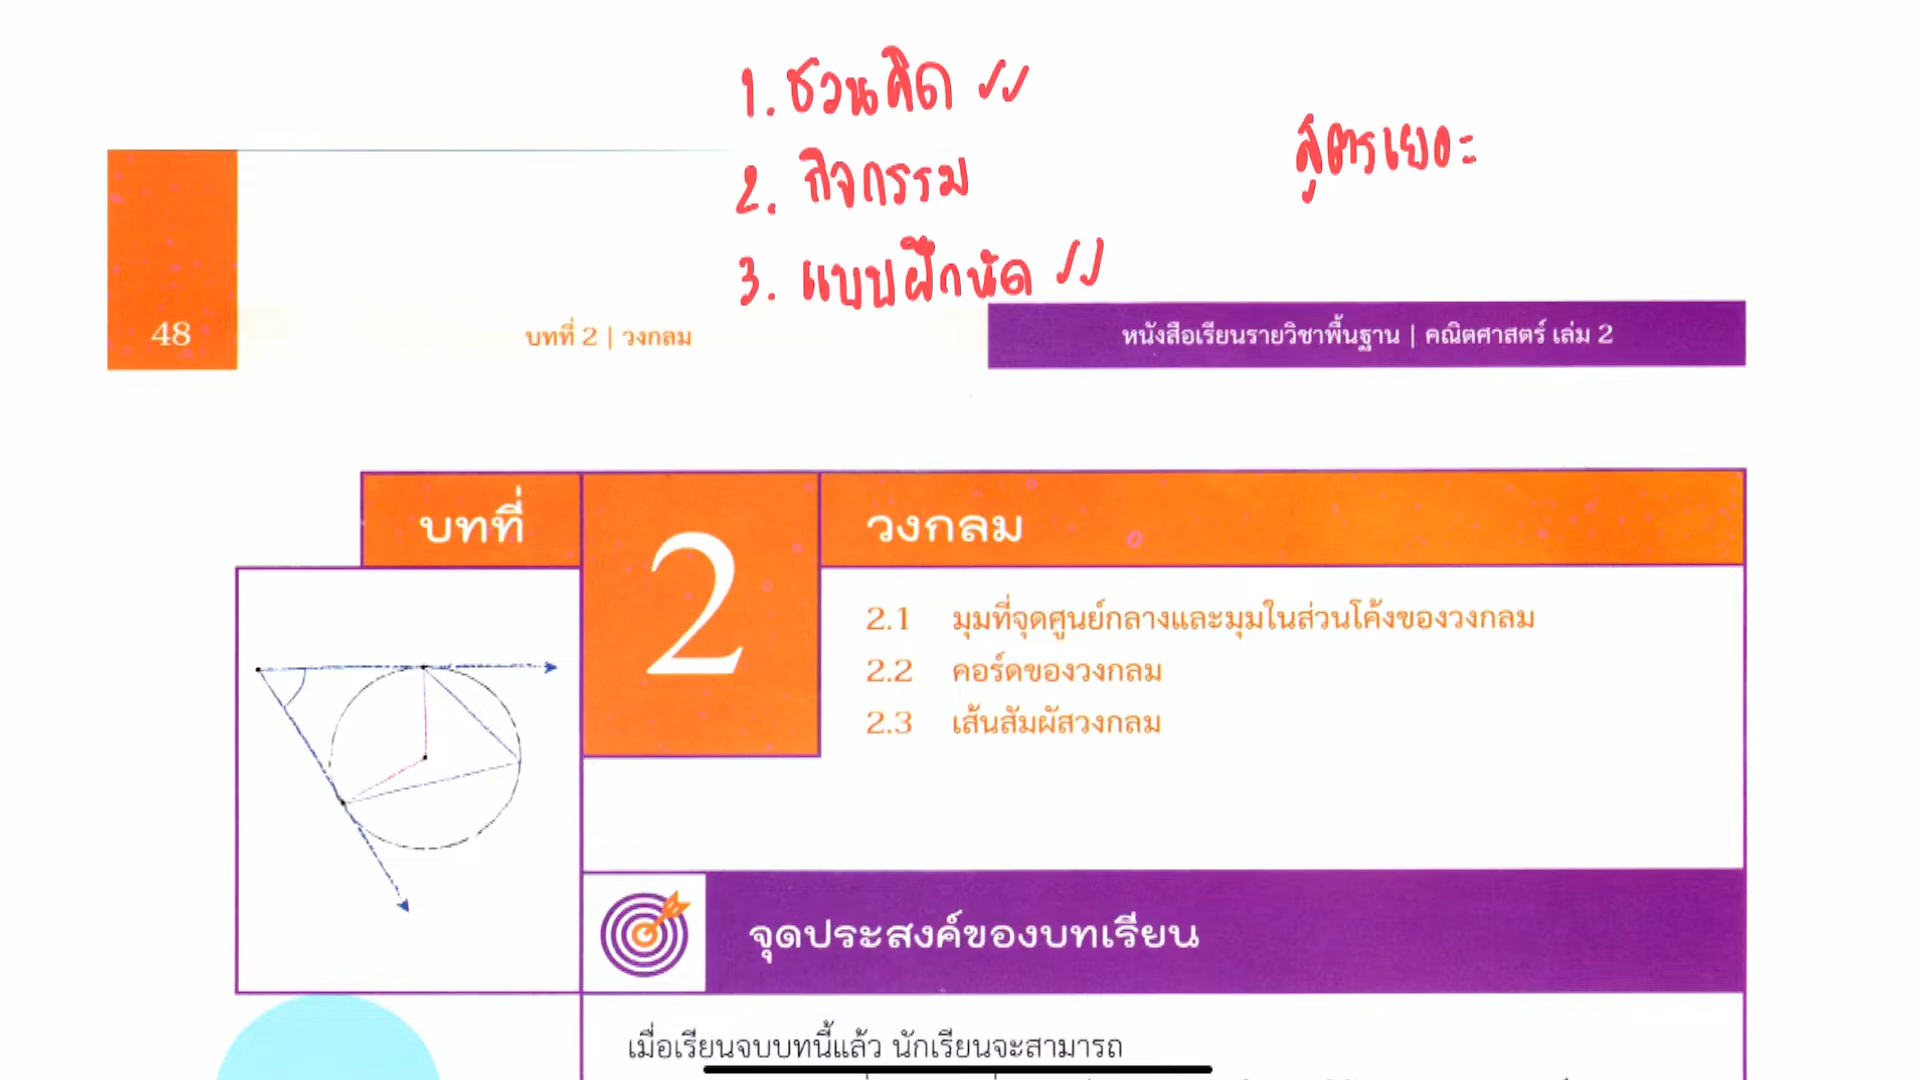 1. ชวนคิด //
สูตรเยอะ
2. กิจกรรม
3. แบบฝึกหัด //
48
บทที่ 2 | วงกลม
หนังสือเรียนรายวิชาพื้นฐาน | คณิตศาสตร์ เล่ม 2
บทที่
2
วงกลม
2.1 มุมที่จุดศูนย์กลางและมุมในส่วนโค้งของวงกลม
2.2 คอร์ดของวงกลม
2.3 เส้นสัมผัสวงกลม
จุดประสงค์ของบทเรียน
เมื่อเรียนจบบทนี้แล้ว นักเรียนจะสามารถ